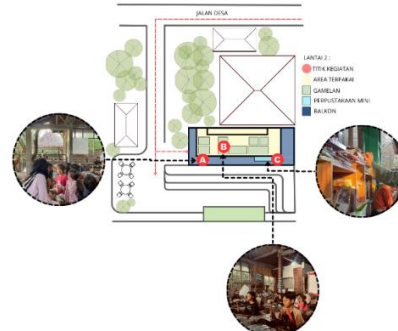 JALAN DESA
LANTAI 2 :
TITIK KEGIATAN
AREA TERPAKAI
GAMELAN
PERPUSTAKAAN MINI
BALKON
A
B
C